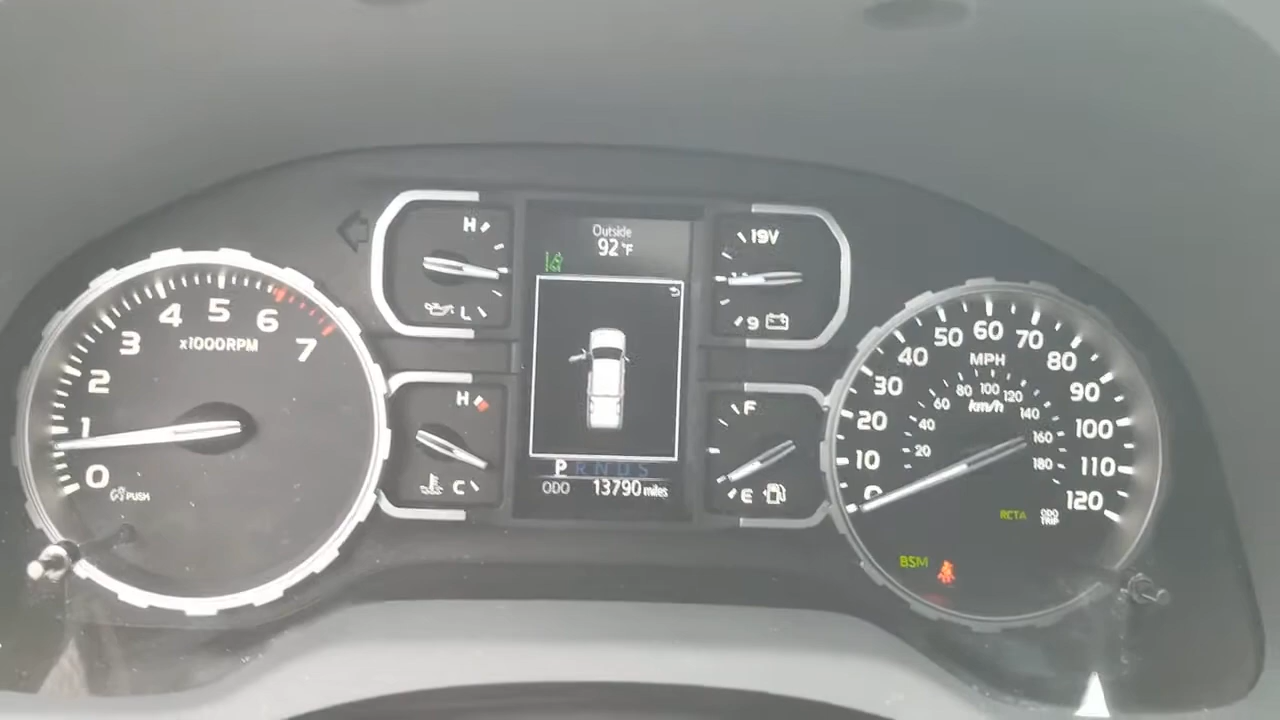 0
1
2
3
4
5
6
7
x1000RPM
PUSH
H
L
H
C
Outside
92°F
P R N D S
ODO 13790 miles
19V
9
F
E
0
10
20
30
40
50
60
70
80
90
100
110
120
MPH
20
40
60
80
100
120
140
160
180
km/h
RCTA
ODO
TRIP
BSM